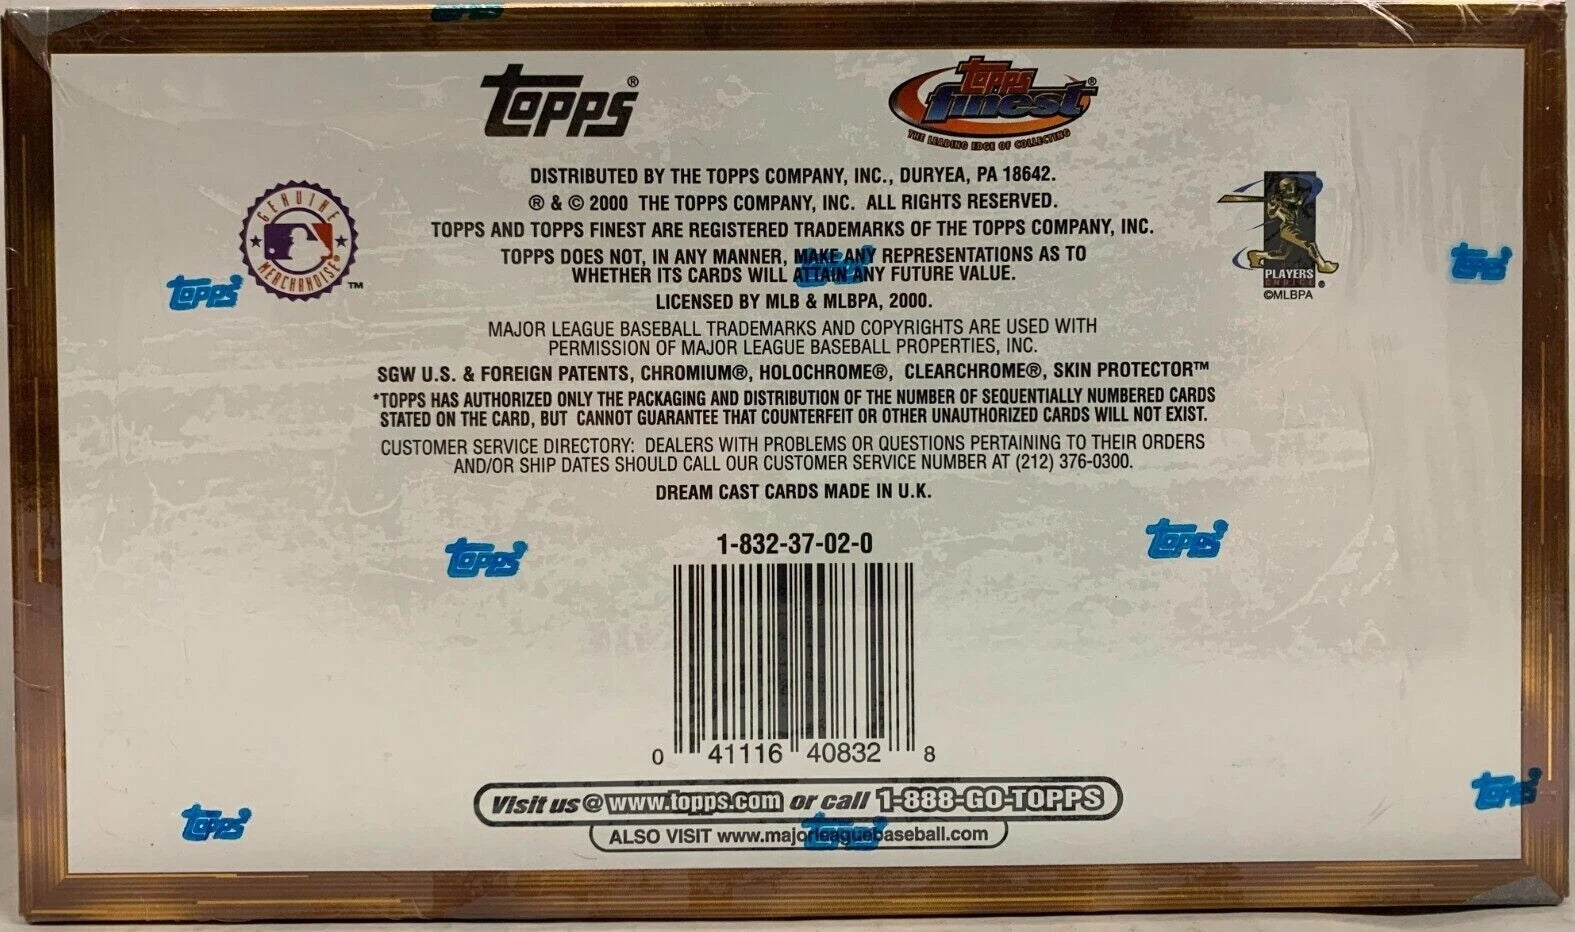 Topps®
Topps finest®
THE LEADING EDGE OF COLLECTING
DISTRIBUTED BY THE TOPPS COMPANY, INC., DURYEA, PA 18642.
® & © 2000 THE TOPPS COMPANY, INC. ALL RIGHTS RESERVED.
TOPPS AND TOPPS FINEST ARE REGISTERED TRADEMARKS OF THE TOPPS COMPANY, INC.
TOPPS DOES NOT, IN ANY MANNER, MAKE ANY REPRESENTATIONS AS TO
WHETHER ITS CARDS WILL ATTAIN ANY FUTURE VALUE.
LICENSED BY MLB & MLBPA, 2000.
GENUINE
MERCHANDISE®
™
PLAYERS
CHOICE®
©MLBPA
MAJOR LEAGUE BASEBALL TRADEMARKS AND COPYRIGHTS ARE USED WITH
PERMISSION OF MAJOR LEAGUE BASEBALL PROPERTIES, INC.
SGW U.S. & FOREIGN PATENTS, CHROMIUM®, HOLOCHROME®, CLEARCHROME®, SKIN PROTECTOR™
*TOPPS HAS AUTHORIZED ONLY THE PACKAGING AND DISTRIBUTION OF THE NUMBER OF SEQUENTIALLY NUMBERED CARDS
STATED ON THE CARD, BUT CANNOT GUARANTEE THAT COUNTERFEIT OR OTHER UNAUTHORIZED CARDS WILL NOT EXIST.
CUSTOMER SERVICE DIRECTORY: DEALERS WITH PROBLEMS OR QUESTIONS PERTAINING TO THEIR ORDERS
AND/OR SHIP DATES SHOULD CALL OUR CUSTOMER SERVICE NUMBER AT (212) 376-0300.
DREAM CAST CARDS MADE IN U.K.
1-832-37-02-0
0 41116 40832 8
Visit us @ www.topps.com or call 1-888-GO-TOPPS
ALSO VISIT www.majorleaguebaseball.com
Topps
Topps
Topps
Topps
Topps
Topps
Topps
Topps
Topps